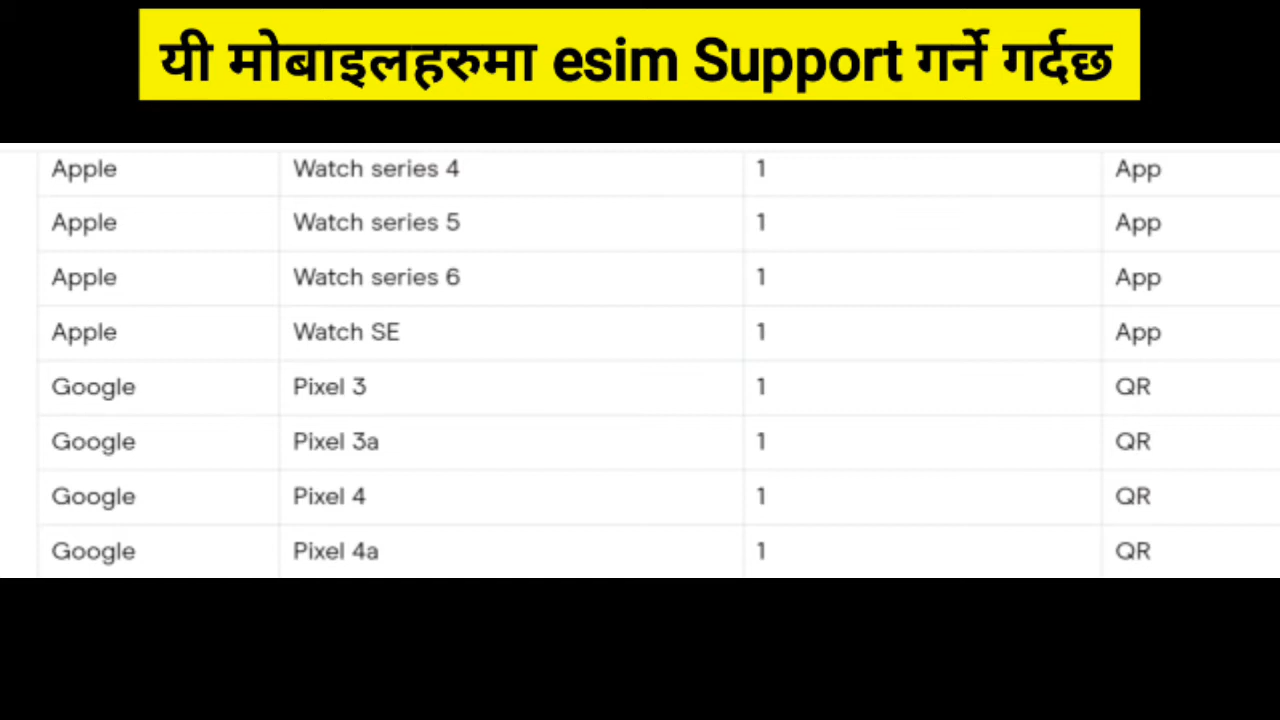 यी मोबाइलहरुमा esim Support गर्ने गर्दछ
Apple Watch series 4 1 App
Apple Watch series 5 1 App
Apple Watch series 6 1 App
Apple Watch SE 1 App
Google Pixel 3 1 QR
Google Pixel 3a 1 QR
Google Pixel 4 1 QR
Google Pixel 4a 1 QR